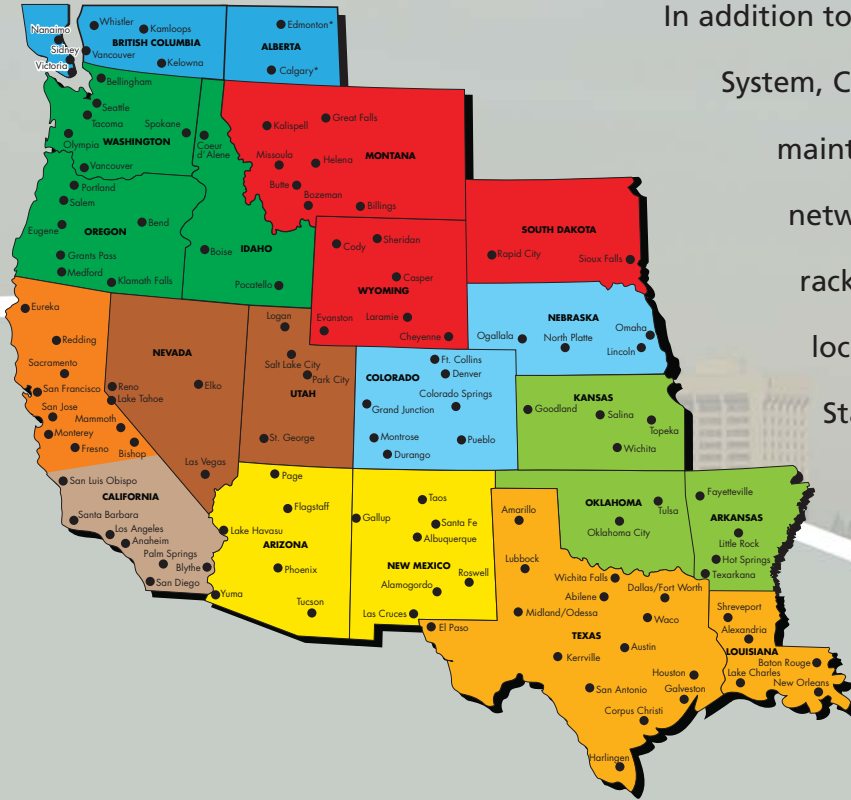 In addition to
System, C
maint
netw
rack
loc
Sta
Whistler
Kamloops
Edmonton*
Nanaimo
BRITISH COLUMBIA
ALBERTA
Sidney
Vancouver
Kelowna
Calgary*
Victoria
Bellingham
Seattle
Tacoma
Spokane
Olympia
WASHINGTON
Coeur
d'Alene
Vancouver
Kalispell
Great Falls
Missoula
Helena
MONTANA
Butte
Bozeman
Billings
Portland
Salem
Eugene
OREGON
Bend
Grants Pass
Medford
Klamath Falls
Boise
IDAHO
Pocatello
Cody
Sheridan
Casper
WYOMING
Evanston
Laramie
Cheyenne
SOUTH DAKOTA
Rapid City
Sioux Falls
NEBRASKA
Ogallala
North Platte
Omaha
Lincoln
Eureka
Redding
Sacramento
San Francisco
San Jose
Mammoth
Monterey
Fresno
Bishop
NEVADA
Reno
Elko
Lake Tahoe
Las Vegas
Logan
Salt Lake City
Park City
UTAH
St. George
Ft. Collins
Denver
COLORADO
Colorado Springs
Grand Junction
Montrose
Pueblo
Durango
KANSAS
Goodland
Salina
Topeka
Wichita
San Luis Obispo
CALIFORNIA
Santa Barbara
Los Angeles
Anaheim
Palm Springs
Blythe
San Diego
Page
Flagstaff
Lake Havasu
ARIZONA
Phoenix
Yuma
Tucson
Taos
Gallup
Santa Fe
Albuquerque
NEW MEXICO
Roswell
Alamogordo
Las Cruces
OKLAHOMA
Tulsa
Oklahoma City
Fayetteville
ARKANSAS
Little Rock
Hot Springs
Texarkana
Amarillo
Lubbock
Wichita Falls
Dallas/Fort Worth
Abilene
Midland/Odessa
Waco
El Paso
TEXAS
Austin
Kerrville
Houston
San Antonio
Galveston
Corpus Christi
Harlingen
Shreveport
Alexandria
LOUISIANA
Baton Rouge
Lake Charles
New Orleans